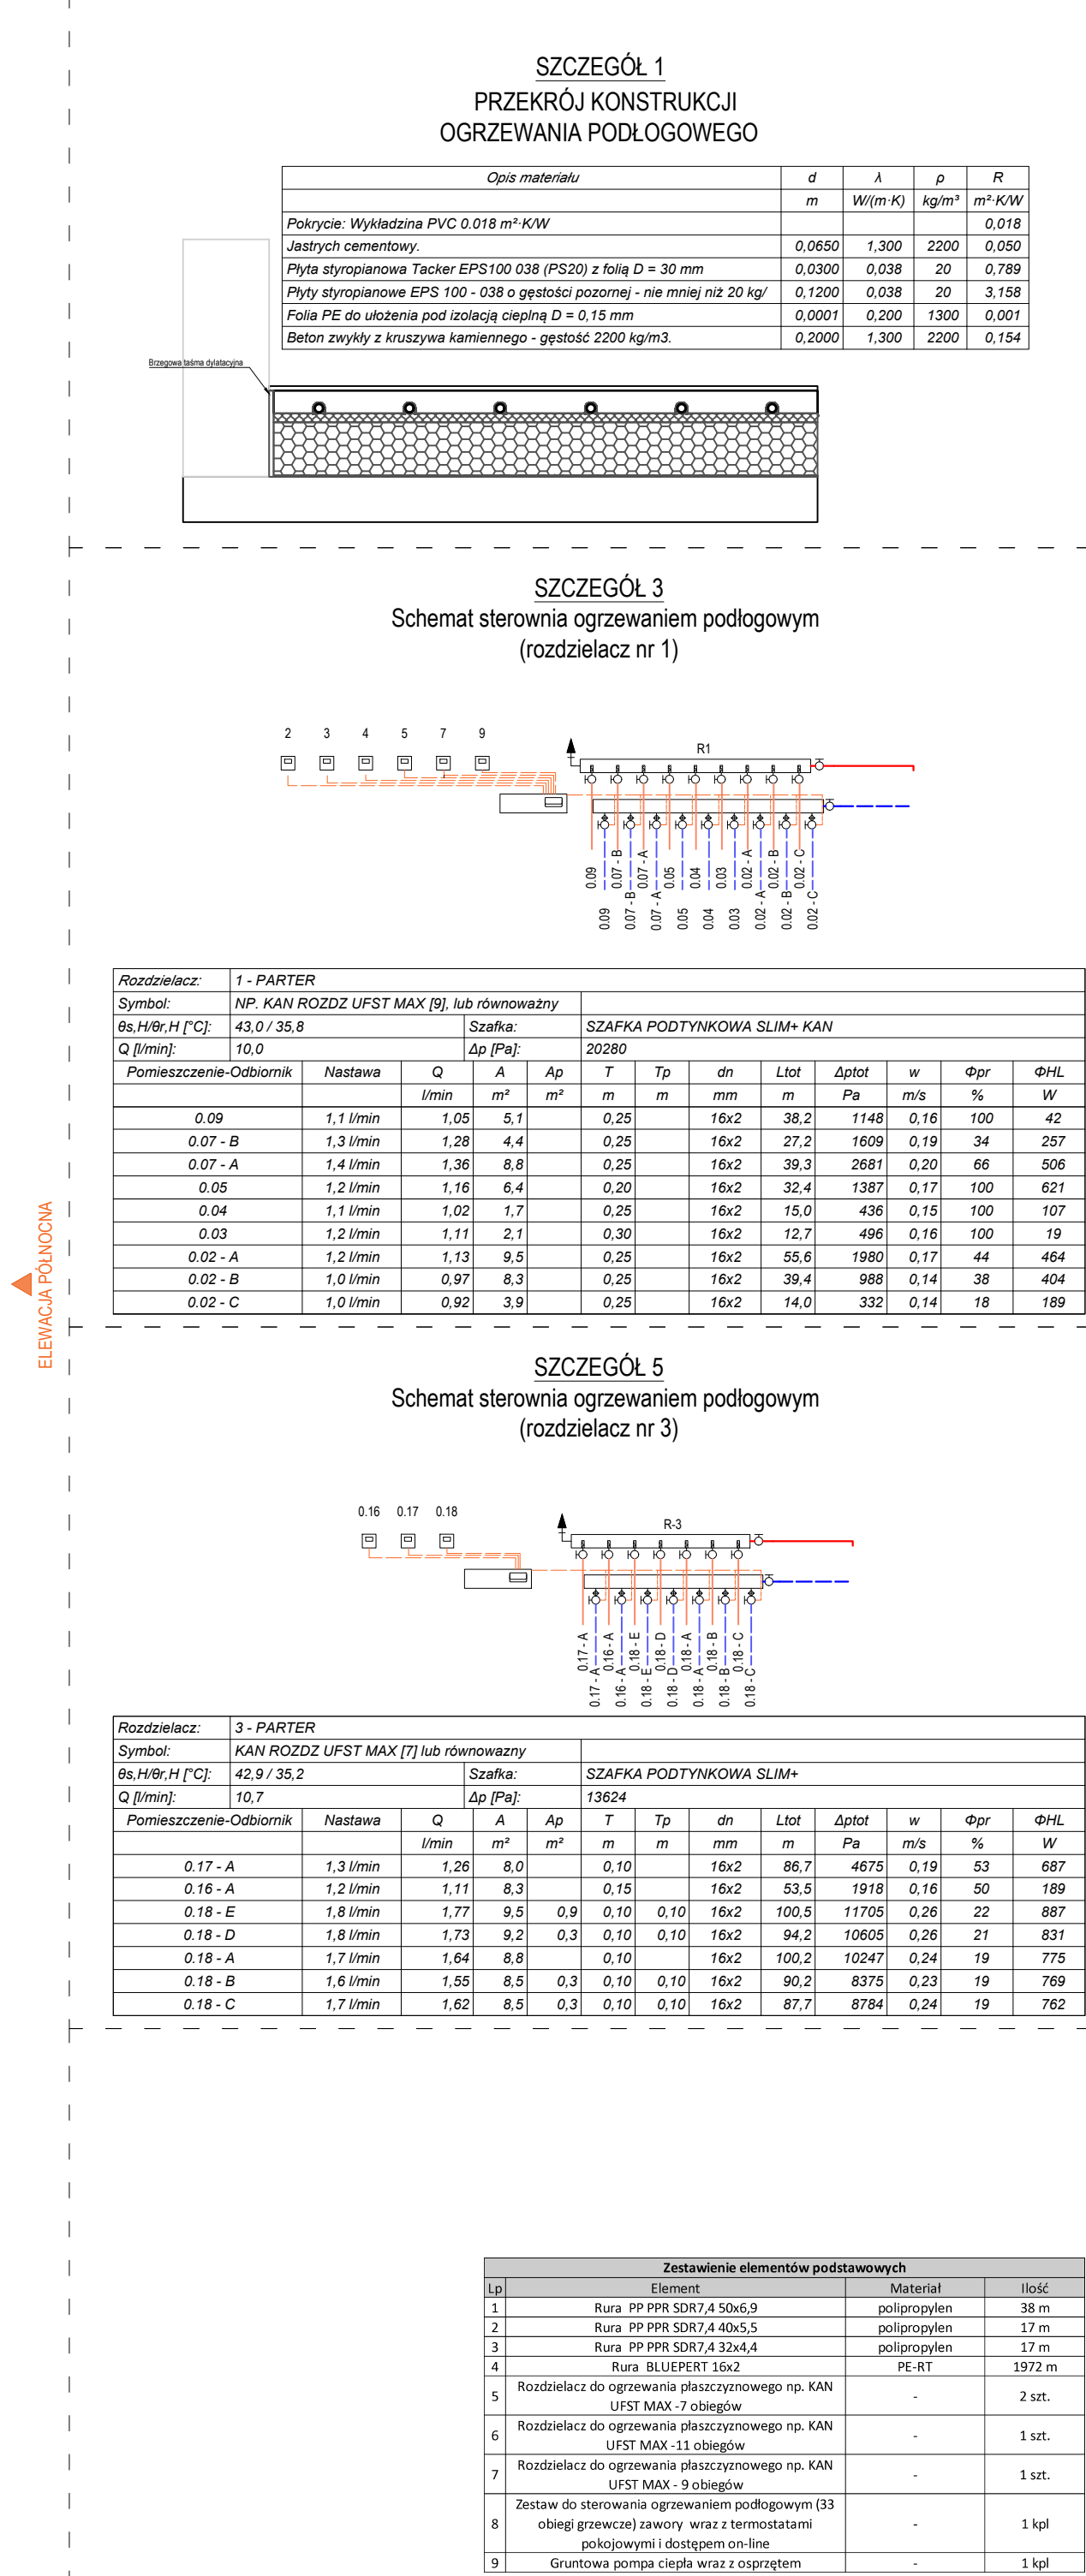 SZCZEGÓŁ 1
PRZEKRÓJ KONSTRUKCJI
OGRZEWANIA PODŁOGOWEGO
Opis materiału d λ ρ R
m W/(m·K) kg/m³ m²·K/W
Pokrycie: Wykładzina PVC 0.018 m²·K/W 0,018
Jastrych cementowy. 0,0650 1,300 2200 0,050
Płyta styropianowa Tacker EPS100 038 (PS20) z folią D = 30 mm 0,0300 0,038 20 0,789
Płyty styropianowe EPS 100 - 038 o gęstości pozornej - nie mniej niż 20 kg/ 0,1200 0,038 20 3,158
Folia PE do ułożenia pod izolacją cieplną D = 0,15 mm 0,0001 0,200 1300 0,001
Beton zwykły z kruszywa kamiennego - gęstość 2200 kg/m3. 0,2000 1,300 2200 0,154
Brzegowa taśma dylatacyjna
SZCZEGÓŁ 3
Schemat sterownia ogrzewaniem podłogowym
(rozdzielacz nr 1)
2 3 4 5 7 9
R1
0.09 0.07 - B 0.07 - A 0.05 0.04 0.03 0.02 - A 0.02 - B 0.02 - C
0.09 0.07 - B 0.07 - A 0.05 0.04 0.03 0.02 - A 0.02 - B 0.02 - C
Rozdzielacz: 1 - PARTER
Symbol: NP. KAN ROZDZ UFST MAX [9], lub równoważny
θs,H/θr,H [°C]: 43,0 / 35,8 Szafka: SZAFKA PODTYNKOWA SLIM+ KAN
Q [l/min]: 10,0 Δp [Pa]: 20280
Pomieszczenie-Odbiornik Nastawa Q A Ap T Tp dn Ltot Δptot w Φpr ΦHL
l/min m² m² m m mm m Pa m/s % W
0.09 1,1 l/min 1,05 5,1 0,25 16x2 38,2 1148 0,16 100 42
0.07 - B 1,3 l/min 1,28 4,4 0,25 16x2 27,2 1609 0,19 34 257
0.07 - A 1,4 l/min 1,36 8,8 0,25 16x2 39,3 2681 0,20 66 506
0.05 1,2 l/min 1,16 6,4 0,20 16x2 32,4 1387 0,17 100 621
0.04 1,1 l/min 1,02 1,7 0,25 16x2 15,0 436 0,15 100 107
0.03 1,2 l/min 1,11 2,1 0,30 16x2 12,7 496 0,16 100 19
0.02 - A 1,2 l/min 1,13 9,5 0,25 16x2 55,6 1980 0,17 44 464
0.02 - B 1,0 l/min 0,97 8,3 0,25 16x2 39,4 988 0,14 38 404
0.02 - C 1,0 l/min 0,92 3,9 0,25 16x2 14,0 332 0,14 18 189
ELEWACJA PÓŁNOCNA
SZCZEGÓŁ 5
Schemat sterownia ogrzewaniem podłogowym
(rozdzielacz nr 3)
0.16 0.17 0.18
R-3
0.17 - A 0.16 - A 0.18 - E 0.18 - D 0.18 - A 0.18 - B 0.18 - C
0.17 - A 0.16 - A 0.18 - E 0.18 - D 0.18 - A 0.18 - B 0.18 - C
Rozdzielacz: 3 - PARTER
Symbol: KAN ROZDZ UFST MAX [7] lub równowazny
θs,H/θr,H [°C]: 42,9 / 35,2 Szafka: SZAFKA PODTYNKOWA SLIM+
Q [l/min]: 10,7 Δp [Pa]: 13624
Pomieszczenie-Odbiornik Nastawa Q A Ap T Tp dn Ltot Δptot w Φpr ΦHL
l/min m² m² m m mm m Pa m/s % W
0.17 - A 1,3 l/min 1,26 8,0 0,10 16x2 86,7 4675 0,19 53 687
0.16 - A 1,2 l/min 1,11 8,3 0,15 16x2 53,5 1918 0,16 50 189
0.18 - E 1,8 l/min 1,77 9,5 0,9 0,10 0,10 16x2 100,5 11705 0,26 22 887
0.18 - D 1,8 l/min 1,73 9,2 0,3 0,10 0,10 16x2 94,2 10605 0,26 21 831
0.18 - A 1,7 l/min 1,64 8,8 0,10 16x2 100,2 10247 0,24 19 775
0.18 - B 1,6 l/min 1,55 8,5 0,3 0,10 0,10 16x2 90,2 8375 0,23 19 769
0.18 - C 1,7 l/min 1,62 8,5 0,3 0,10 0,10 16x2 87,7 8784 0,24 19 762
Zestawienie elementów podstawowych
Lp Element Materiał Ilość
1 Rura PP PPR SDR7,4 50x6,9 polipropylen 38 m
2 Rura PP PPR SDR7,4 40x5,5 polipropylen 17 m
3 Rura PP PPR SDR7,4 32x4,4 polipropylen 17 m
4 Rura BLUEPERT 16x2 PE-RT 1972 m
5 Rozdzielacz do ogrzewania płaszczyznowego np. KAN
UFST MAX -7 obiegów - 2 szt.
6 Rozdzielacz do ogrzewania płaszczyznowego np. KAN
UFST MAX -11 obiegów - 1 szt.
7 Rozdzielacz do ogrzewania płaszczyznowego np. KAN
UFST MAX - 9 obiegów - 1 szt.
8 Zestaw do sterowania ogrzewaniem podłogowym (33
obiegi grzewcze) zawory wraz z termostatami
pokojowymi i dostępem on-line - 1 kpl
9 Gruntowa pompa ciepła wraz z osprzętem - 1 kpl